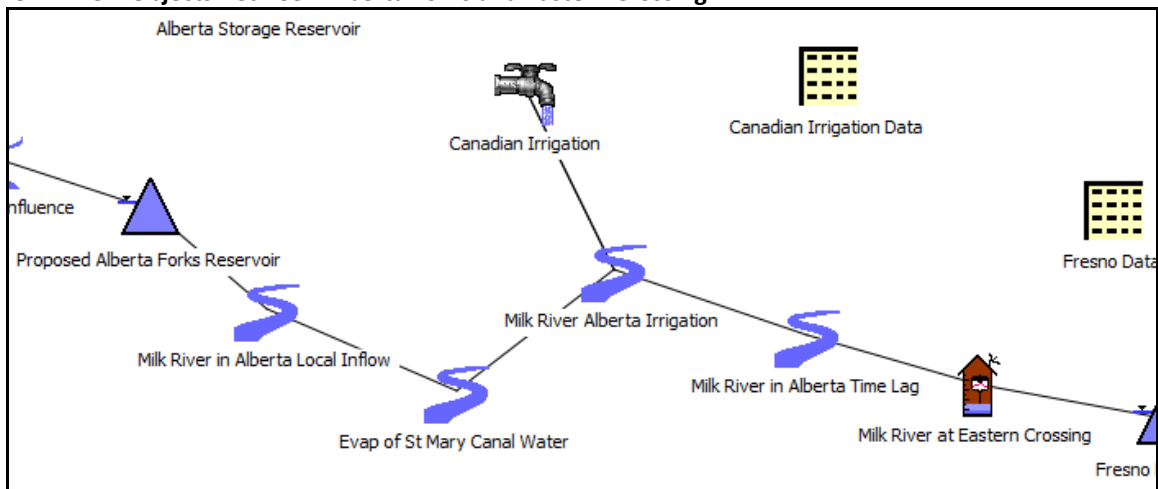 Alberta Storage Reservoir
Canadian Irrigation
Canadian Irrigation Data
nfluence
Proposed Alberta Forks Reservoir
Fresno Data
Milk River Alberta Irrigation
Milk River in Alberta Local Inflow
Milk River in Alberta Time Lag
Evap of St Mary Canal Water
Milk River at Eastern Crossing
Fresno